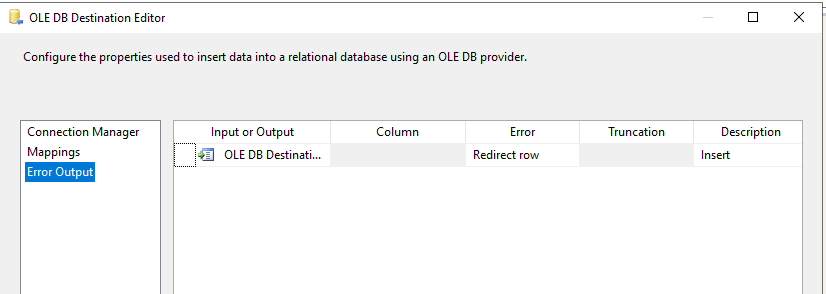 OLE DB Destination Editor
Configure the properties used to insert data into a relational database using an OLE DB provider.
Connection Manager
Mappings
Error Output
Input or Output Column Error Truncation Description
OLE DB Destinati... Redirect row Insert